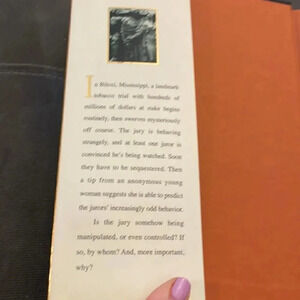 In Biloxi, Mississippi, a landmark
tobacco trial with hundreds of
millions of dollars at stake begins
routinely, then swerves mysteriously
off course. The jury is behaving
strangely, and at least one juror is
convinced he's being watched. Soon
they have to be sequestered. Then
a tip from an anonymous young
woman suggests she is able to predict
the jurors' increasingly odd behavior.
Is the jury somehow being
manipulated, or even controlled? If
so, by whom? And, more important,
why?